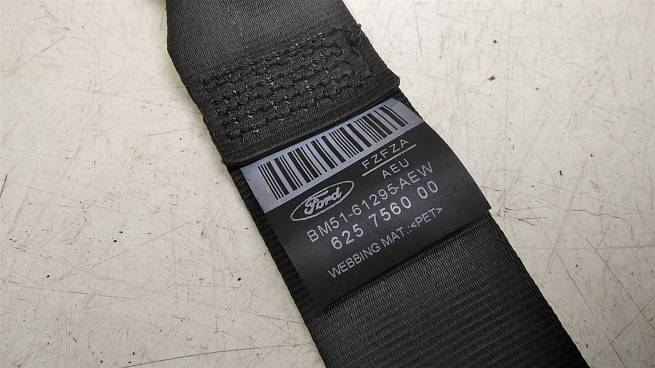 FZFZA
AEU
Ford
BM51-61295-AEW
625 7560 00
WEBBING MAT.:<PET>